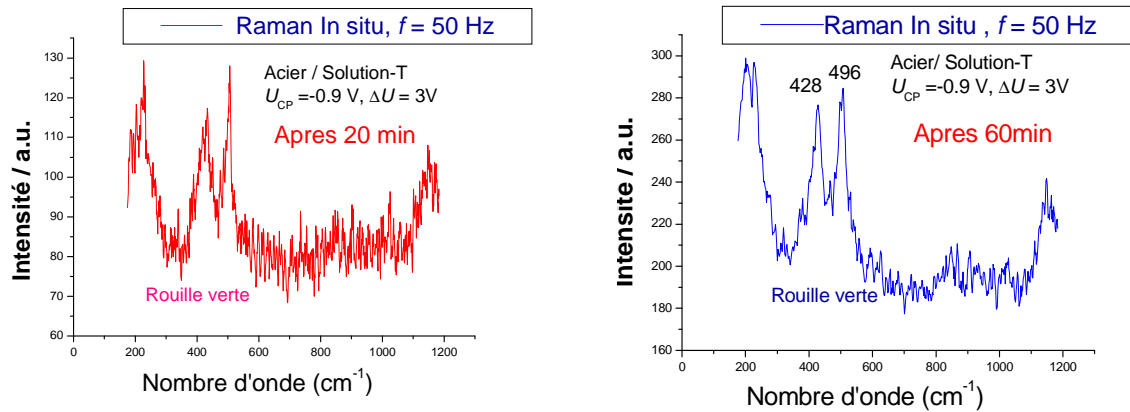 Raman In situ, f = 50 Hz
130
120
110
100
90
80
70
60
0
200
400
600
800
1000
1200
Intensité / a.u.
Nombre d'onde (cm⁻¹)
Acier / Solution-T
U_CP =-0.9 V, ΔU = 3V
Apres 20 min
Rouille verte
Raman In situ , f = 50 Hz
300
280
260
240
220
200
180
160
0
200
400
600
800
1000
1200
Intensité / a.u.
Nombre d'onde (cm⁻¹)
Acier/ Solution-T
U_CP =-0.9 V, ΔU = 3V
428
496
Apres 60min
Rouille verte